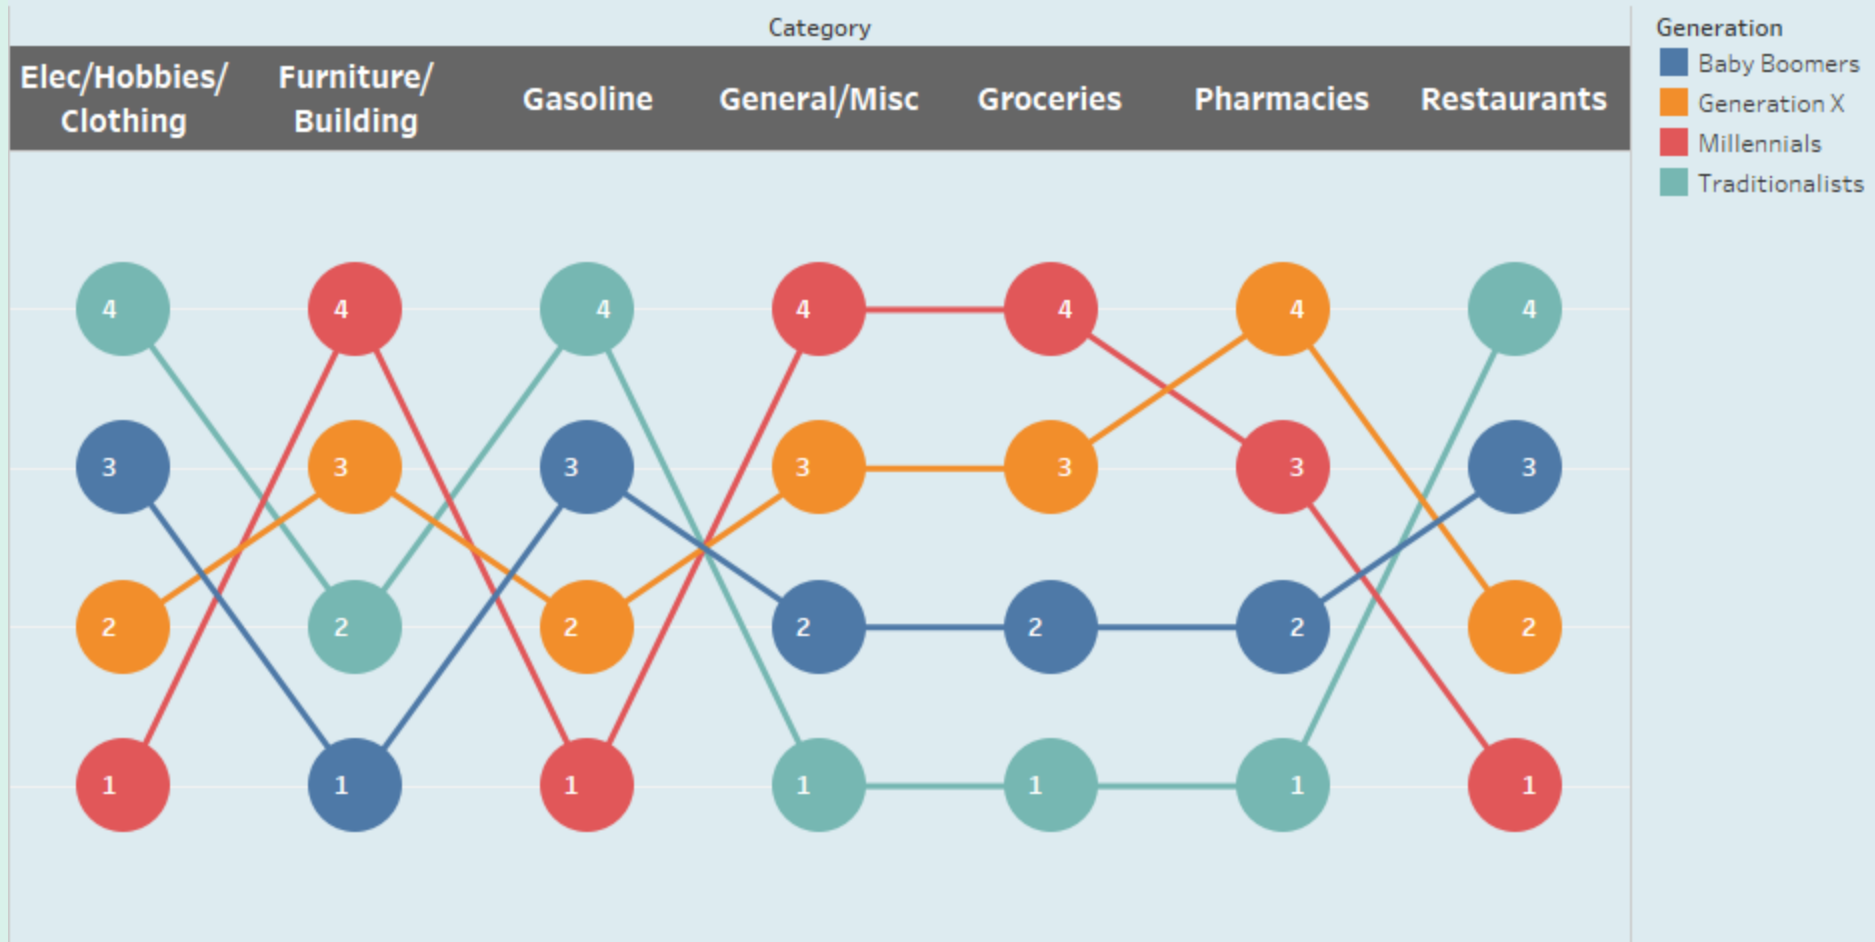 Category
Elec/Hobbies/
Clothing
Furniture/
Building
Gasoline
General/Misc
Groceries
Pharmacies
Restaurants
4 4 4 4 4 4 4
3 3 3 3 3 3 3
2 2 2 2 2 2 2
1 1 1 1 1 1 1
Generation
Baby Boomers
Generation X
Millennials
Traditionalists